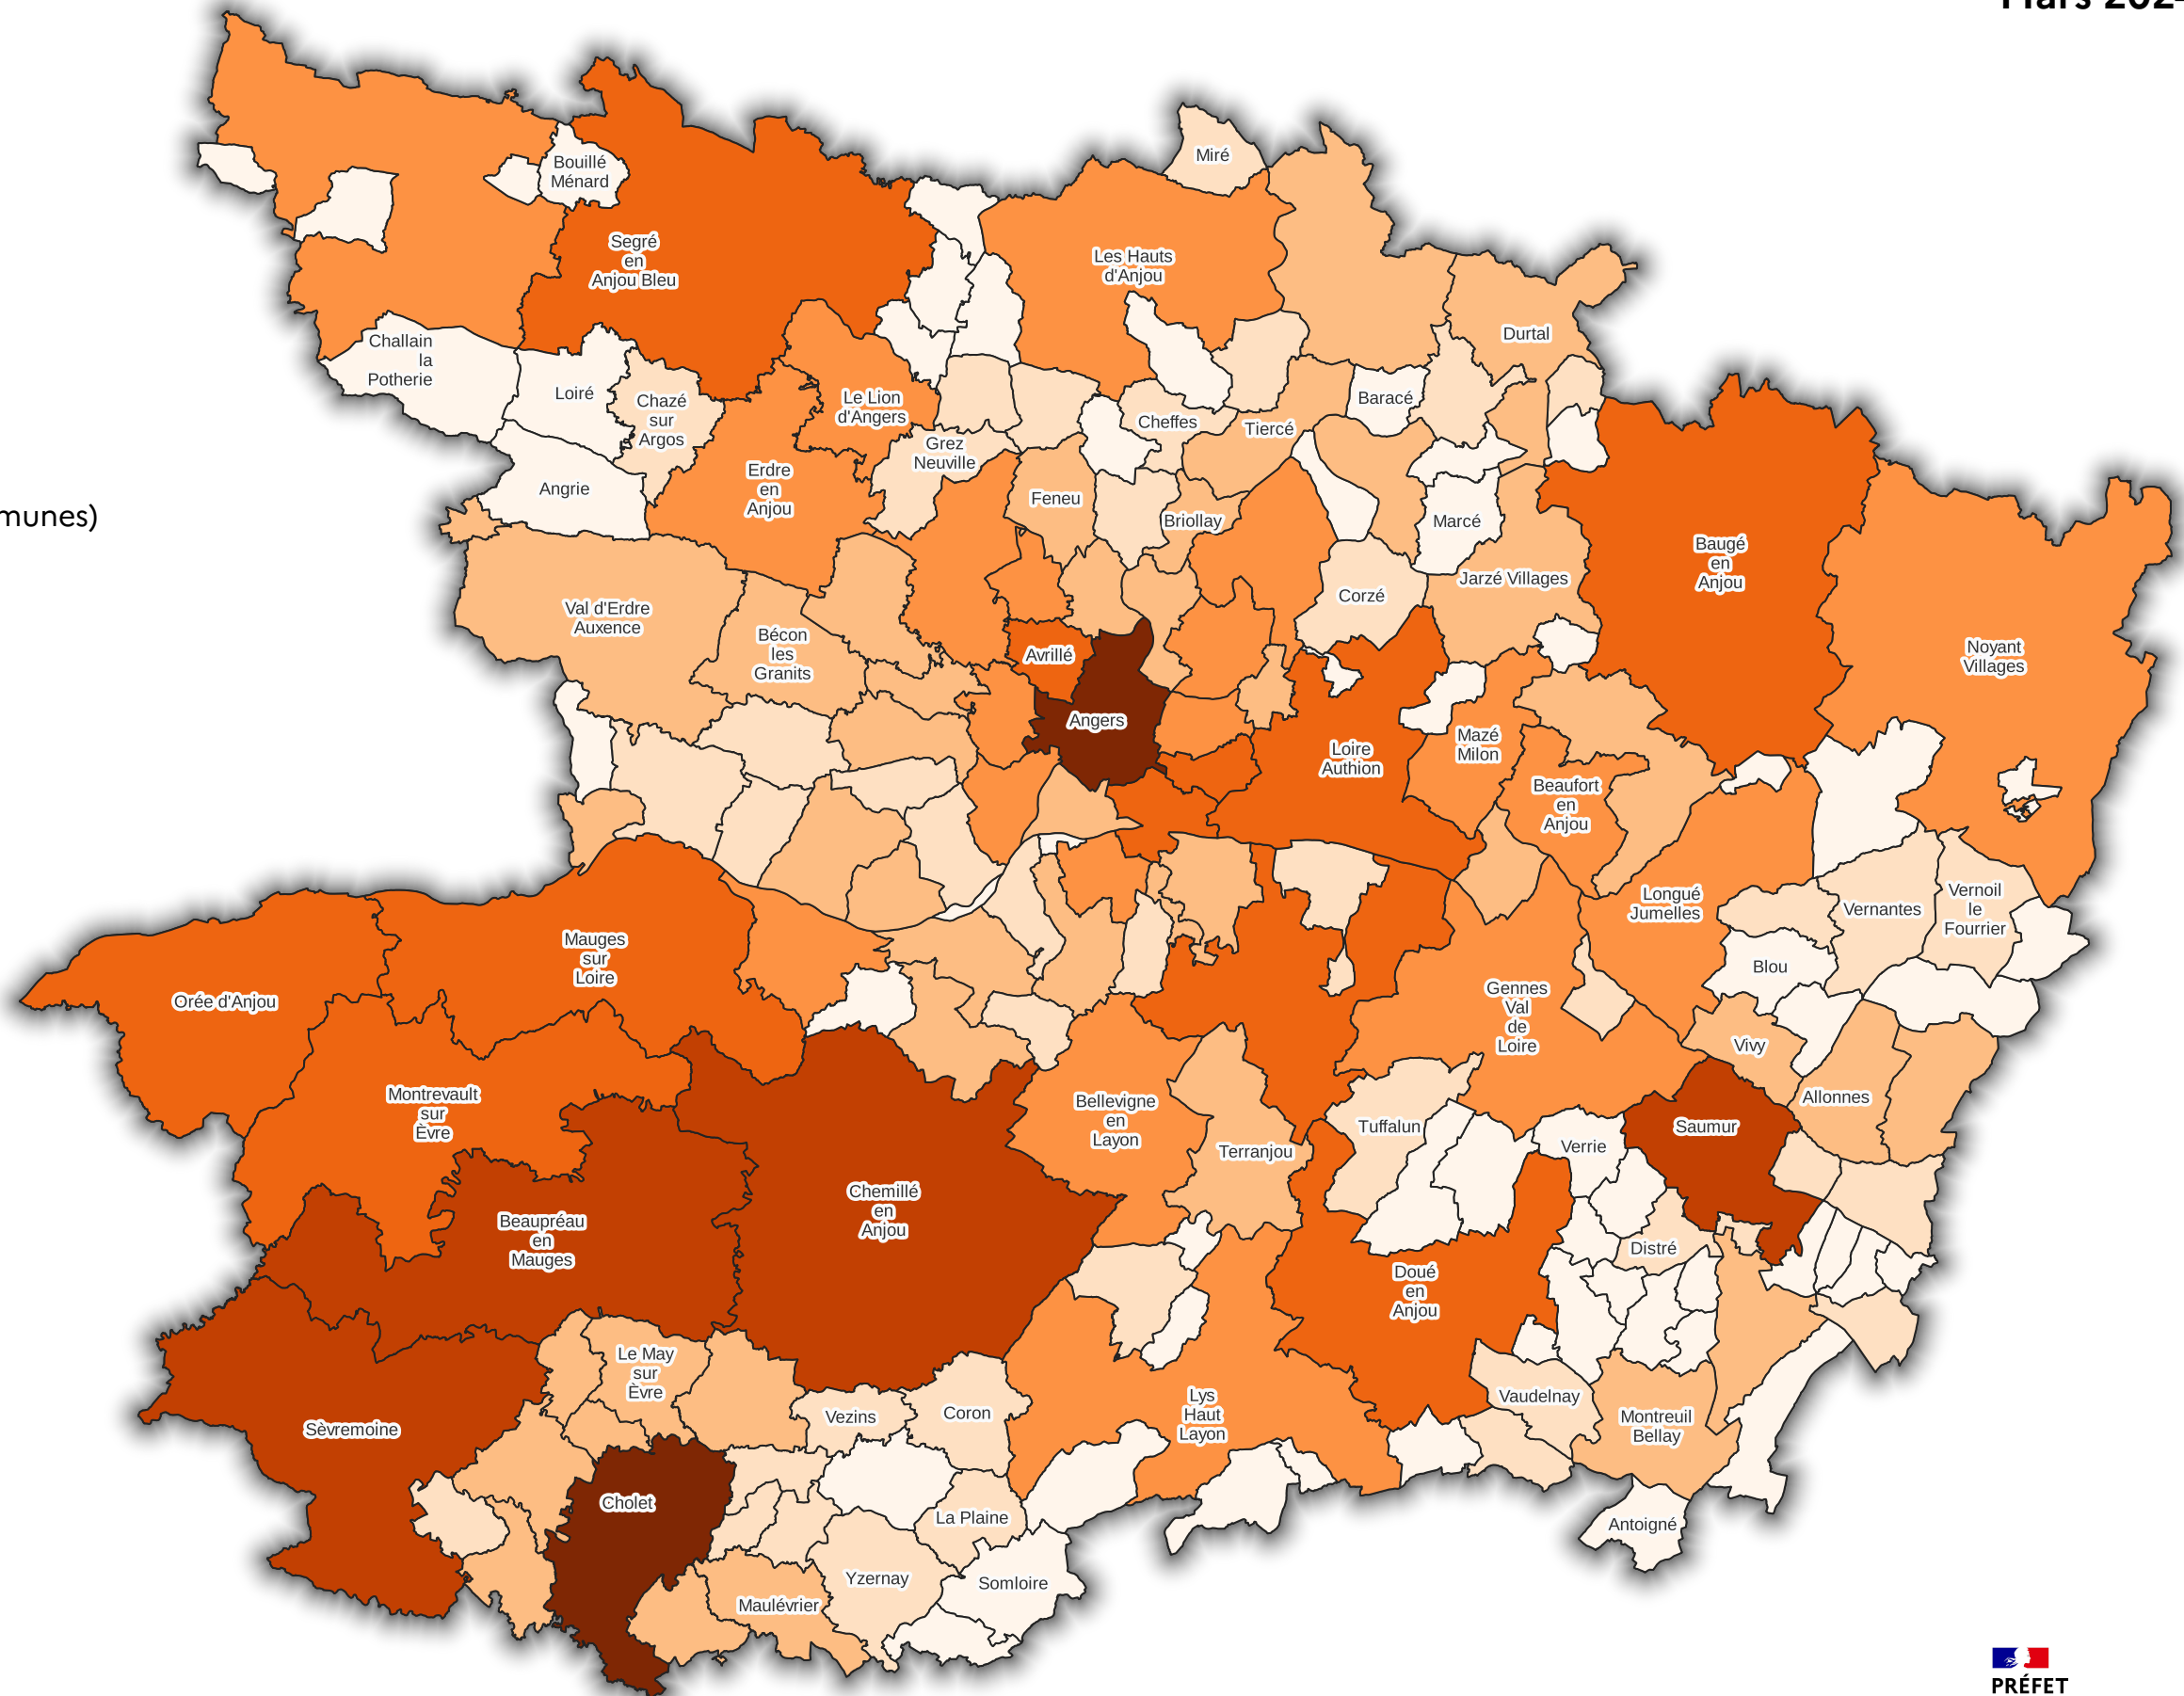 Mars 202
munes)
Miré
Bouillé
Ménard
Segré
en
Anjou Bleu
Les Hauts
d'Anjou
Durtal
Challain
la
Potherie
Loiré
Chazé
sur
Argos
Le Lion
d'Angers
Baracé
Cheffes
Tiercé
Grez
Neuville
Erdre
en
Anjou
Angrie
Feneu
Briollay
Marcé
Baugé
en
Anjou
Jarzé Villages
Corzé
Val d'Erdre
Auxence
Bécon
les
Granits
Avrillé
Noyant
Villages
Angers
Loire
Authion
Mazé
Milon
Beaufort
en
Anjou
Longué
Jumelles
Vernantes
Vernoil
le
Fourrier
Mauges
sur
Loire
Orée d'Anjou
Blou
Gennes
Val
de
Loire
Vivy
Allonnes
Montrevault
sur
Èvre
Bellevigne
en
Layon
Tuffalun
Saumur
Verrie
Terranjou
Chemillé
en
Anjou
Beaupréau
en
Mauges
Distré
Doué
en
Anjou
Le May
sur
Èvre
Lys
Haut
Layon
Vaudelnay
Montreuil
Bellay
Vezins
Coron
Sèvremoine
Cholet
La Plaine
Antoigné
Yzernay
Somloire
Maulévrier
PRÉFET